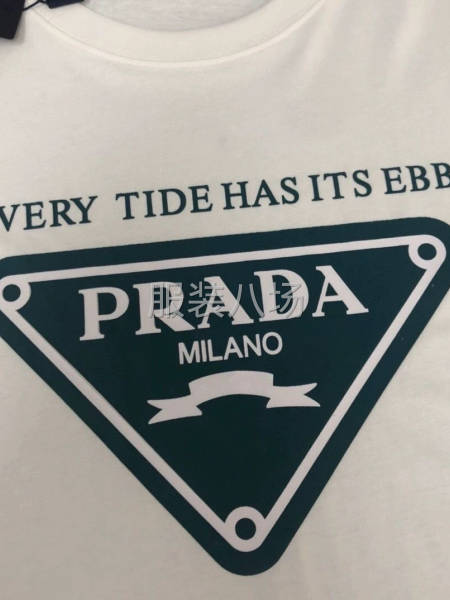 VERY TIDE HAS ITS EBB
PRADA
服装八场
MILANO